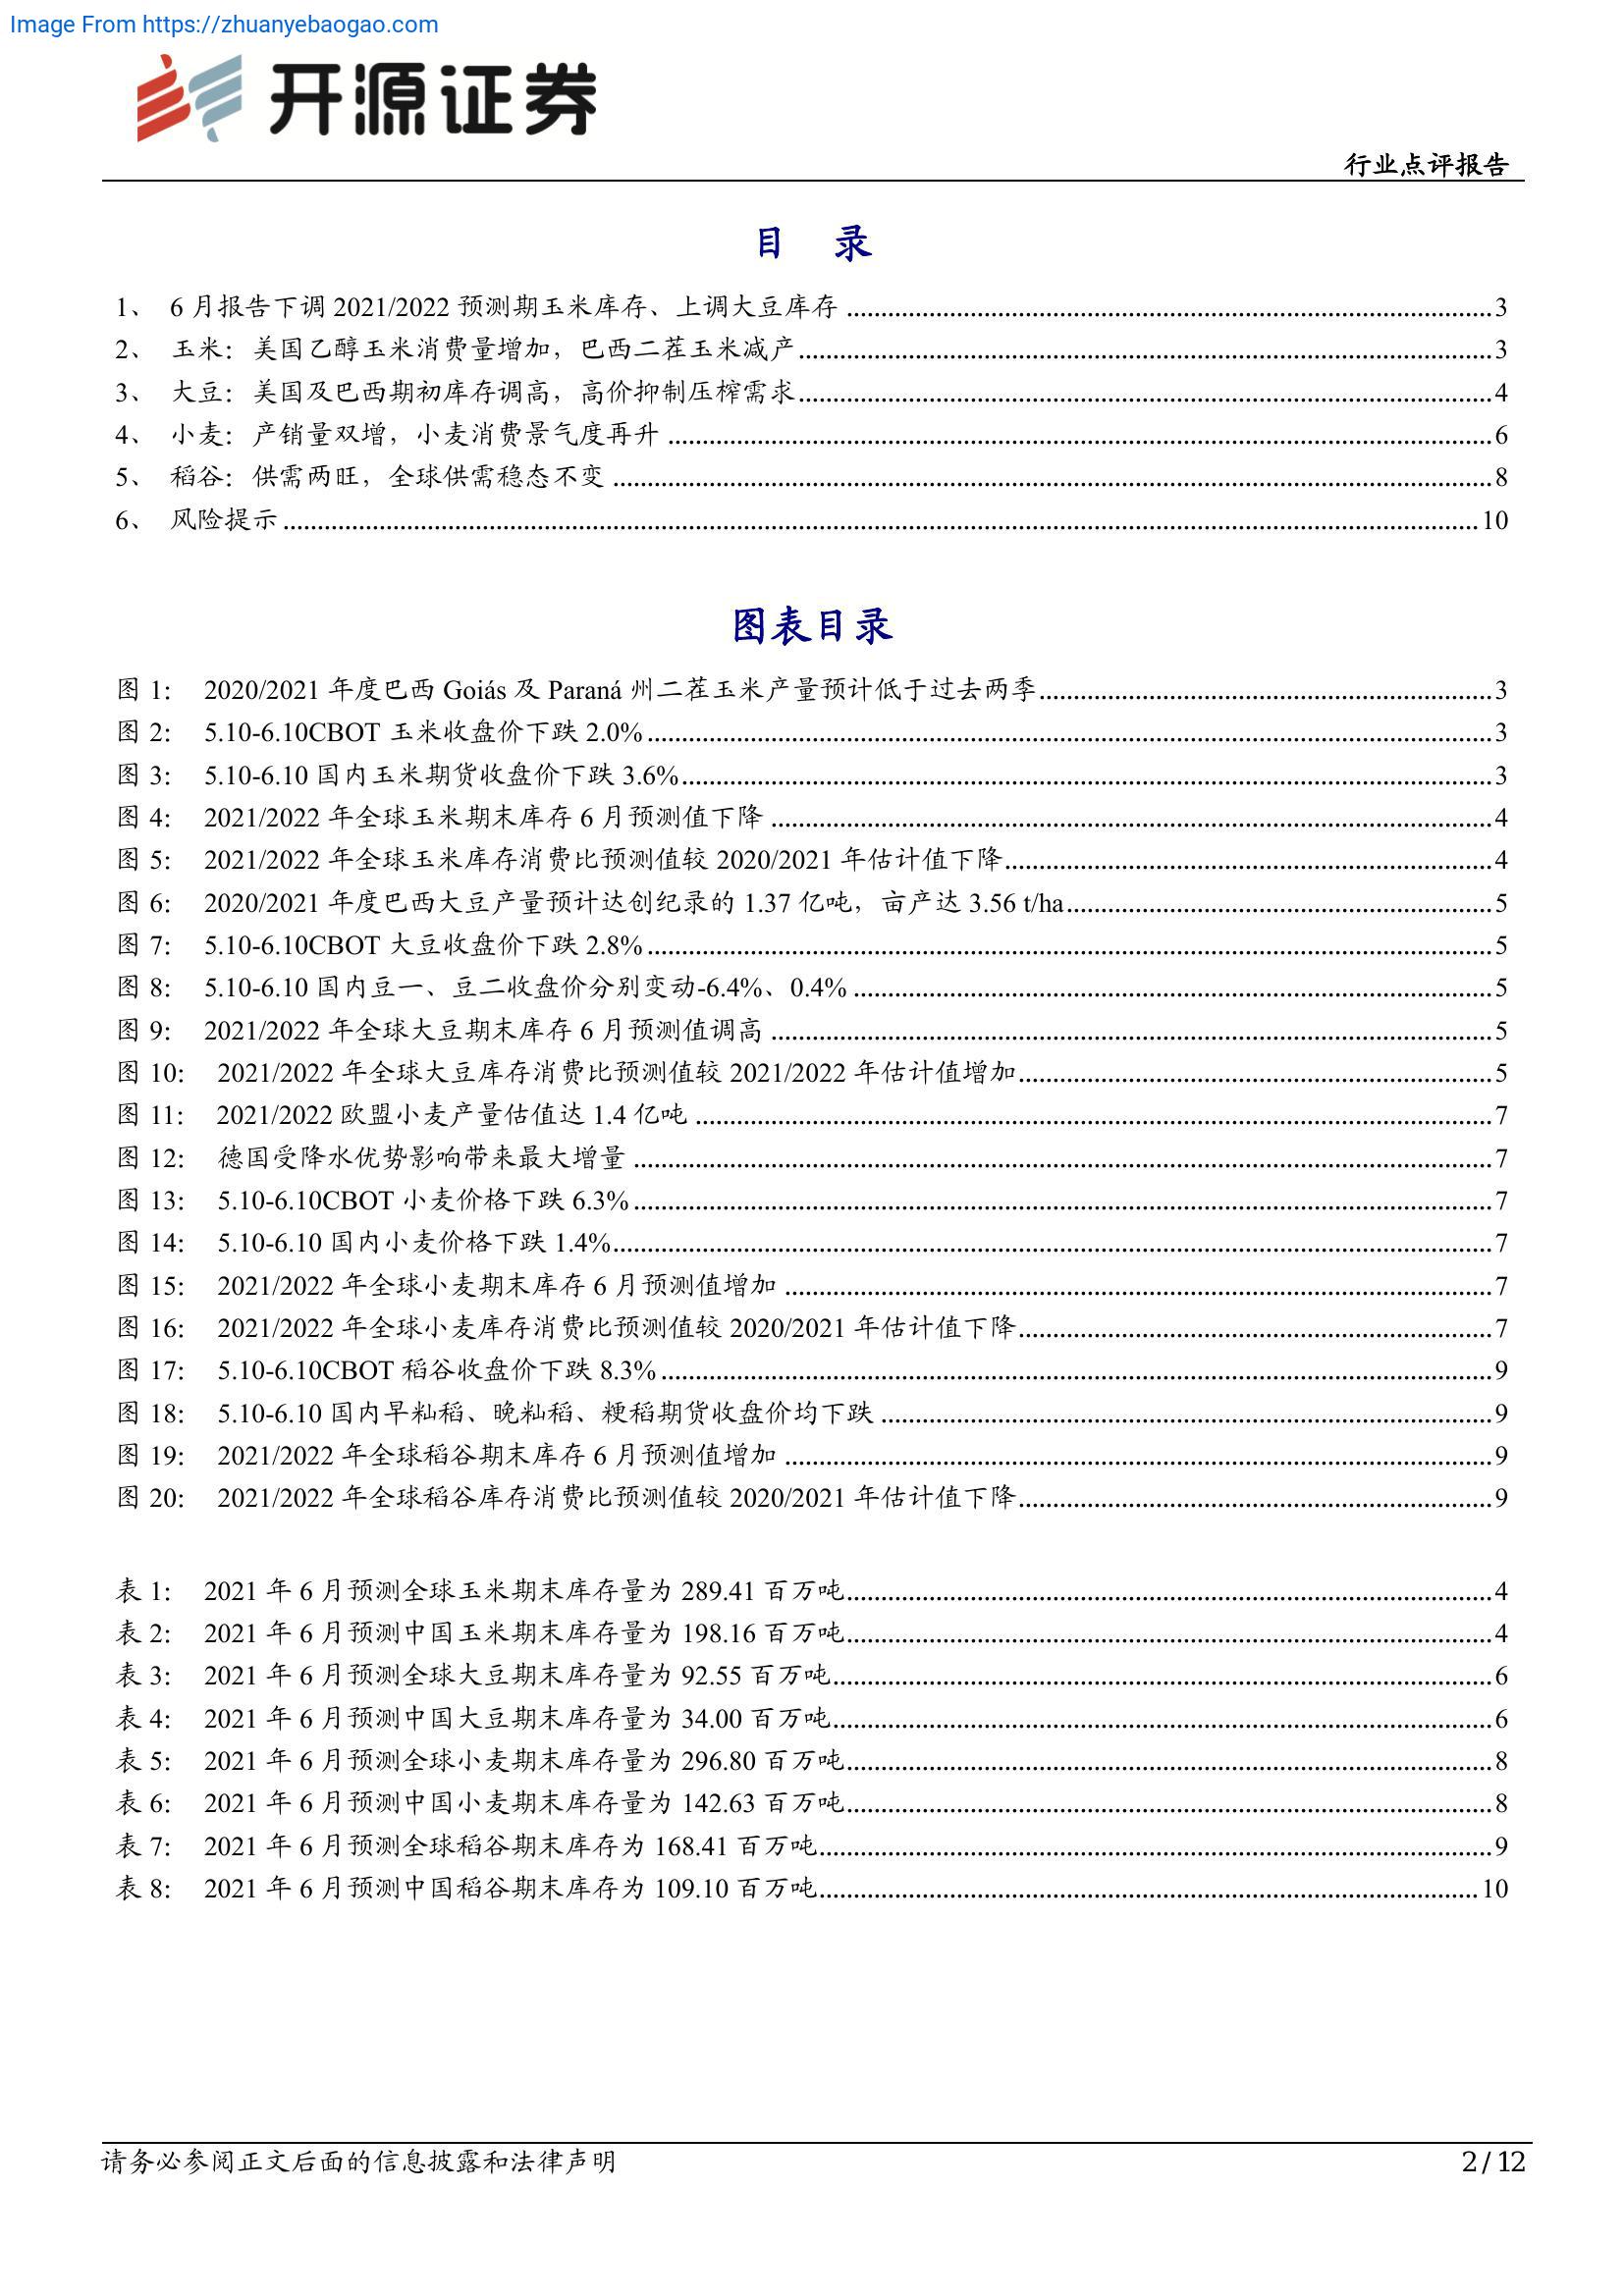 Image From https://zhuanyebaogao.com
开源证券
行业点评报告
目 录
1、 6 月报告下调 2021/2022 预测期玉米库存、上调大豆库存 3
2、 玉米：美国乙醇玉米消费量增加，巴西二茬玉米减产 3
3、 大豆：美国及巴西期初库存调高，高价抑制压榨需求 4
4、 小麦：产销量双增，小麦消费景气度再升 6
5、 稻谷：供需两旺，全球供需稳态不变 8
6、 风险提示 10
图表目录
图 1： 2020/2021 年度巴西 Goiás 及 Paraná 州二茬玉米产量预计低于过去两季 3
图 2： 5.10-6.10CBOT 玉米收盘价下跌 2.0% 3
图 3： 5.10-6.10 国内玉米期货收盘价下跌 3.6% 3
图 4： 2021/2022 年全球玉米期末库存 6 月预测值下降 4
图 5： 2021/2022 年全球玉米库存消费比预测值较 2020/2021 年估计值下降 4
图 6： 2020/2021 年度巴西大豆产量预计达创纪录的 1.37 亿吨，亩产达 3.56 t/ha 5
图 7： 5.10-6.10CBOT 大豆收盘价下跌 2.8% 5
图 8： 5.10-6.10 国内豆一、豆二收盘价分别变动-6.4%、0.4% 5
图 9： 2021/2022 年全球大豆期末库存 6 月预测值调高 5
图 10： 2021/2022 年全球大豆库存消费比预测值较 2021/2022 年估计值增加 5
图 11： 2021/2022 欧盟小麦产量估值达 1.4 亿吨 7
图 12： 德国受降水优势影响带来最大增量 7
图 13： 5.10-6.10CBOT 小麦价格下跌 6.3% 7
图 14： 5.10-6.10 国内小麦价格下跌 1.4% 7
图 15： 2021/2022 年全球小麦期末库存 6 月预测值增加 7
图 16： 2021/2022 年全球小麦库存消费比预测值较 2020/2021 年估计值下降 7
图 17： 5.10-6.10CBOT 稻谷收盘价下跌 8.3% 9
图 18： 5.10-6.10 国内早籼稻、晚籼稻、粳稻期货收盘价均下跌 9
图 19： 2021/2022 年全球稻谷期末库存 6 月预测值增加 9
图 20： 2021/2022 年全球稻谷库存消费比预测值较 2020/2021 年估计值下降 9
表 1： 2021 年 6 月预测全球玉米期末库存量为 289.41 百万吨 4
表 2： 2021 年 6 月预测中国玉米期末库存量为 198.16 百万吨 4
表 3： 2021 年 6 月预测全球大豆期末库存量为 92.55 百万吨 6
表 4： 2021 年 6 月预测中国大豆期末库存量为 34.00 百万吨 6
表 5： 2021 年 6 月预测全球小麦期末库存量为 296.80 百万吨 8
表 6： 2021 年 6 月预测中国小麦期末库存量为 142.63 百万吨 8
表 7： 2021 年 6 月预测全球稻谷期末库存为 168.41 百万吨 9
表 8： 2021 年 6 月预测中国稻谷期末库存为 109.10 百万吨 10
请务必参阅正文后面的信息披露和法律声明 2 / 12